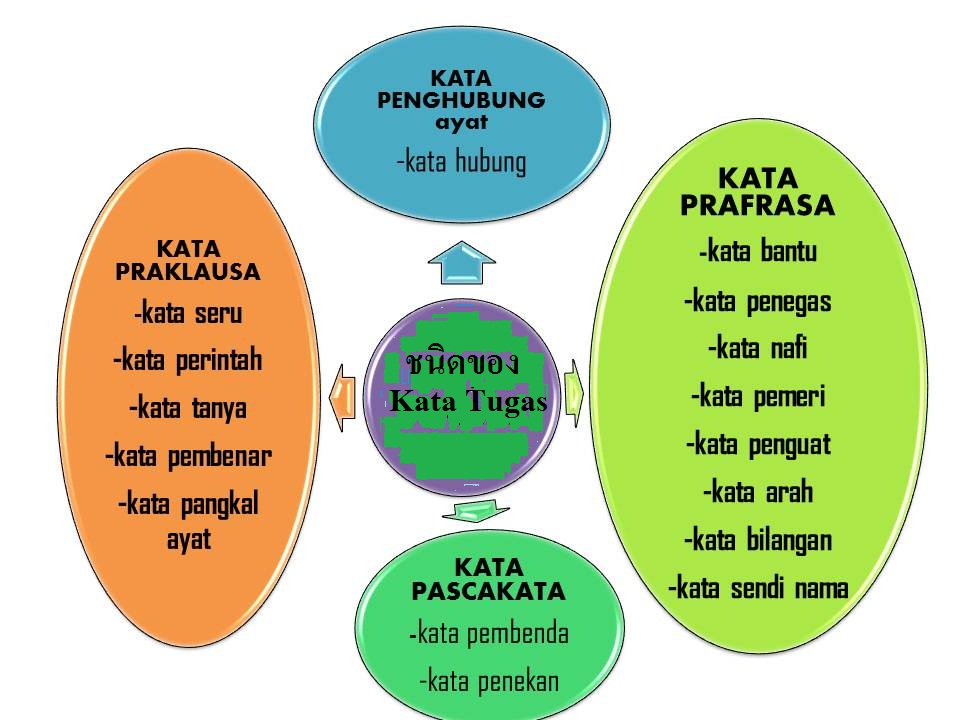 KATA
PENGHUBUNG
ayat
-kata hubung
KATA
PRAFRASA
-kata bantu
-kata penegas
-kata nafi
-kata pemeri
-kata penguat
-kata arah
-kata bilangan
-kata sendi nama
KATA
PRAKLAUSA
-kata seru
-kata perintah
-kata tanya
-kata pembenar
-kata pangkal
ayat
ชนิดของ
Kata Tugas
KATA
PASCAKATA
-kata pembenda
-kata penekan